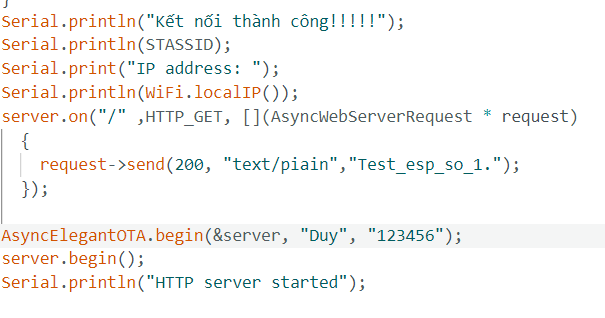 }
Serial.println("Kết nối thành công!!!!!");
Serial.println(STASSID);
Serial.print("IP address: ");
Serial.println(WiFi.localIP());
server.on("/" ,HTTP_GET, [](AsyncWebServerRequest * request)
{
request->send(200, "text/piain","Test_esp_so_1.");
});
AsyncElegantOTA.begin(&server, "Duy", "123456");
server.begin();
Serial.println("HTTP server started");